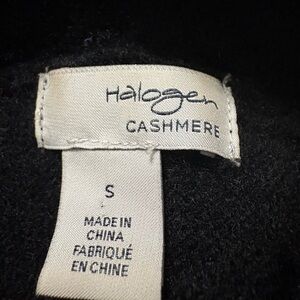 Halogen
CASHMERE
S
MADE IN
CHINA
FABRIQUÉ
EN CHINE